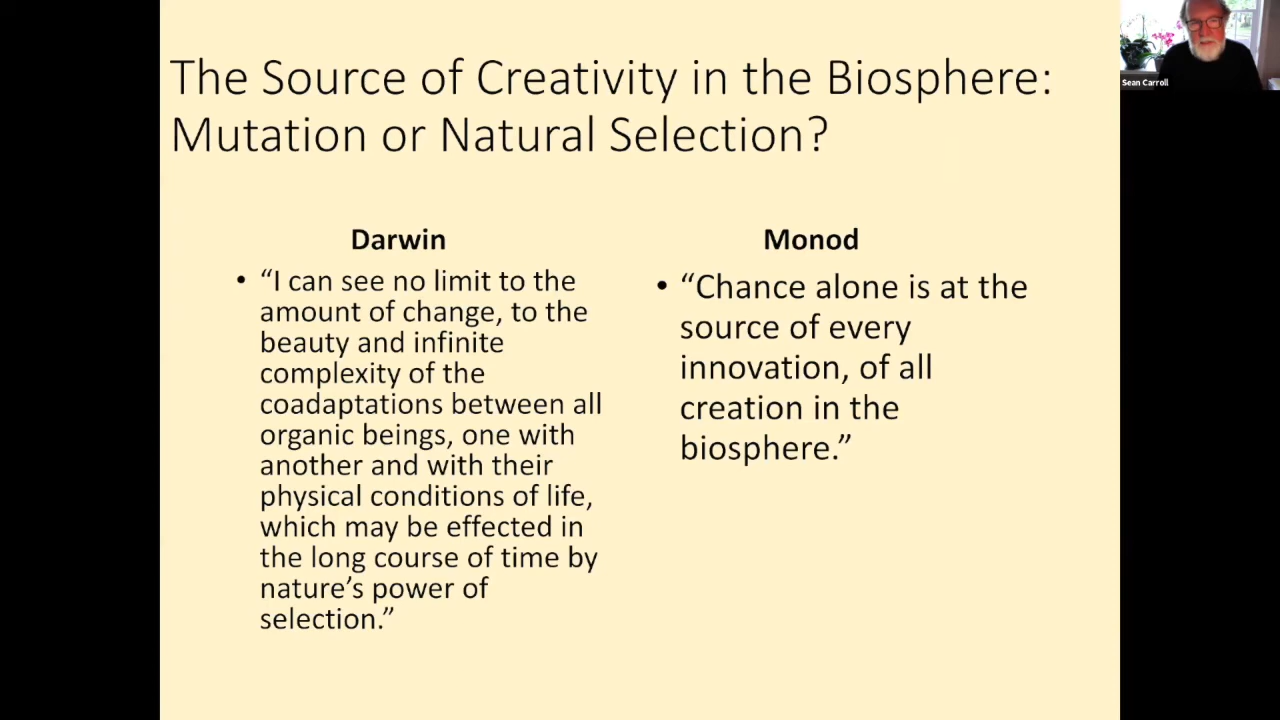 The Source of Creativity in the Biosphere:
Mutation or Natural Selection?
Darwin
• “I can see no limit to the
amount of change, to the
beauty and infinite
complexity of the
coadaptations between all
organic beings, one with
another and with their
physical conditions of life,
which may be effected in
the long course of time by
nature’s power of
selection.”
Monod
• “Chance alone is at the
source of every
innovation, of all
creation in the
biosphere.”
Sean Carroll